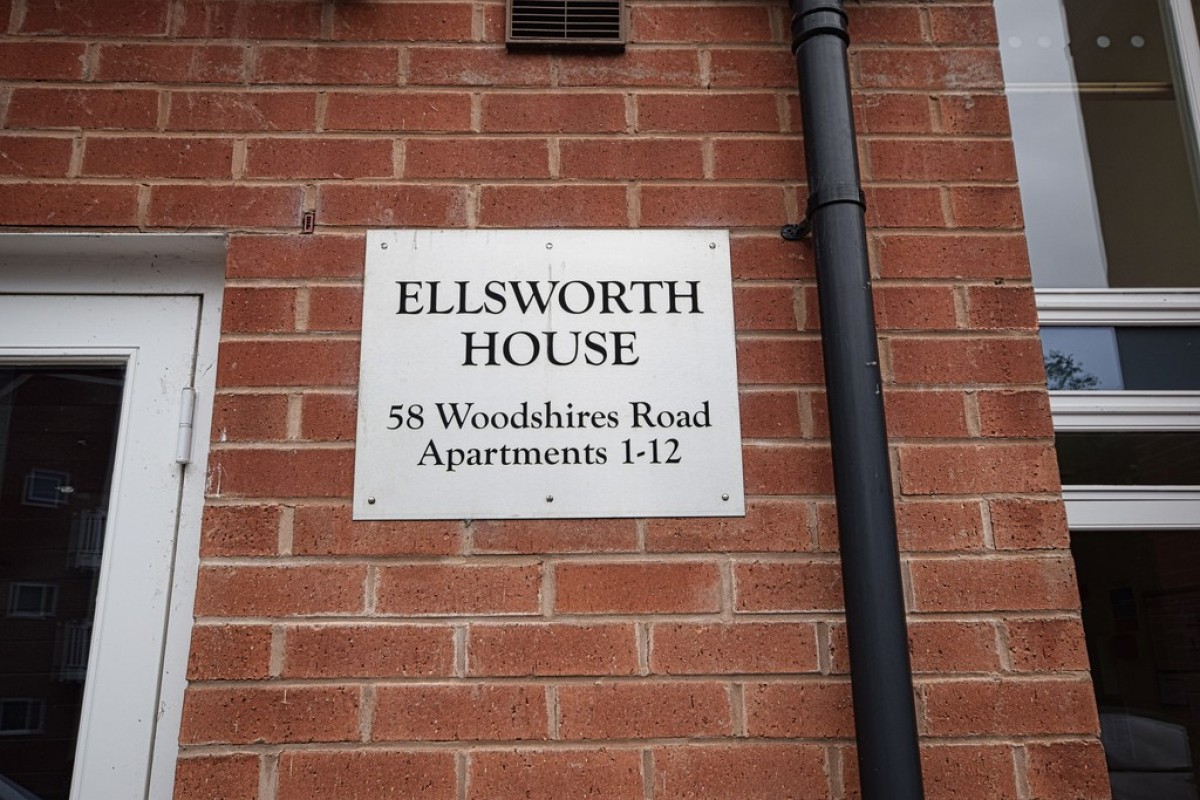 ELLSWORTH
HOUSE
58 Woodshires Road
Apartments 1-12